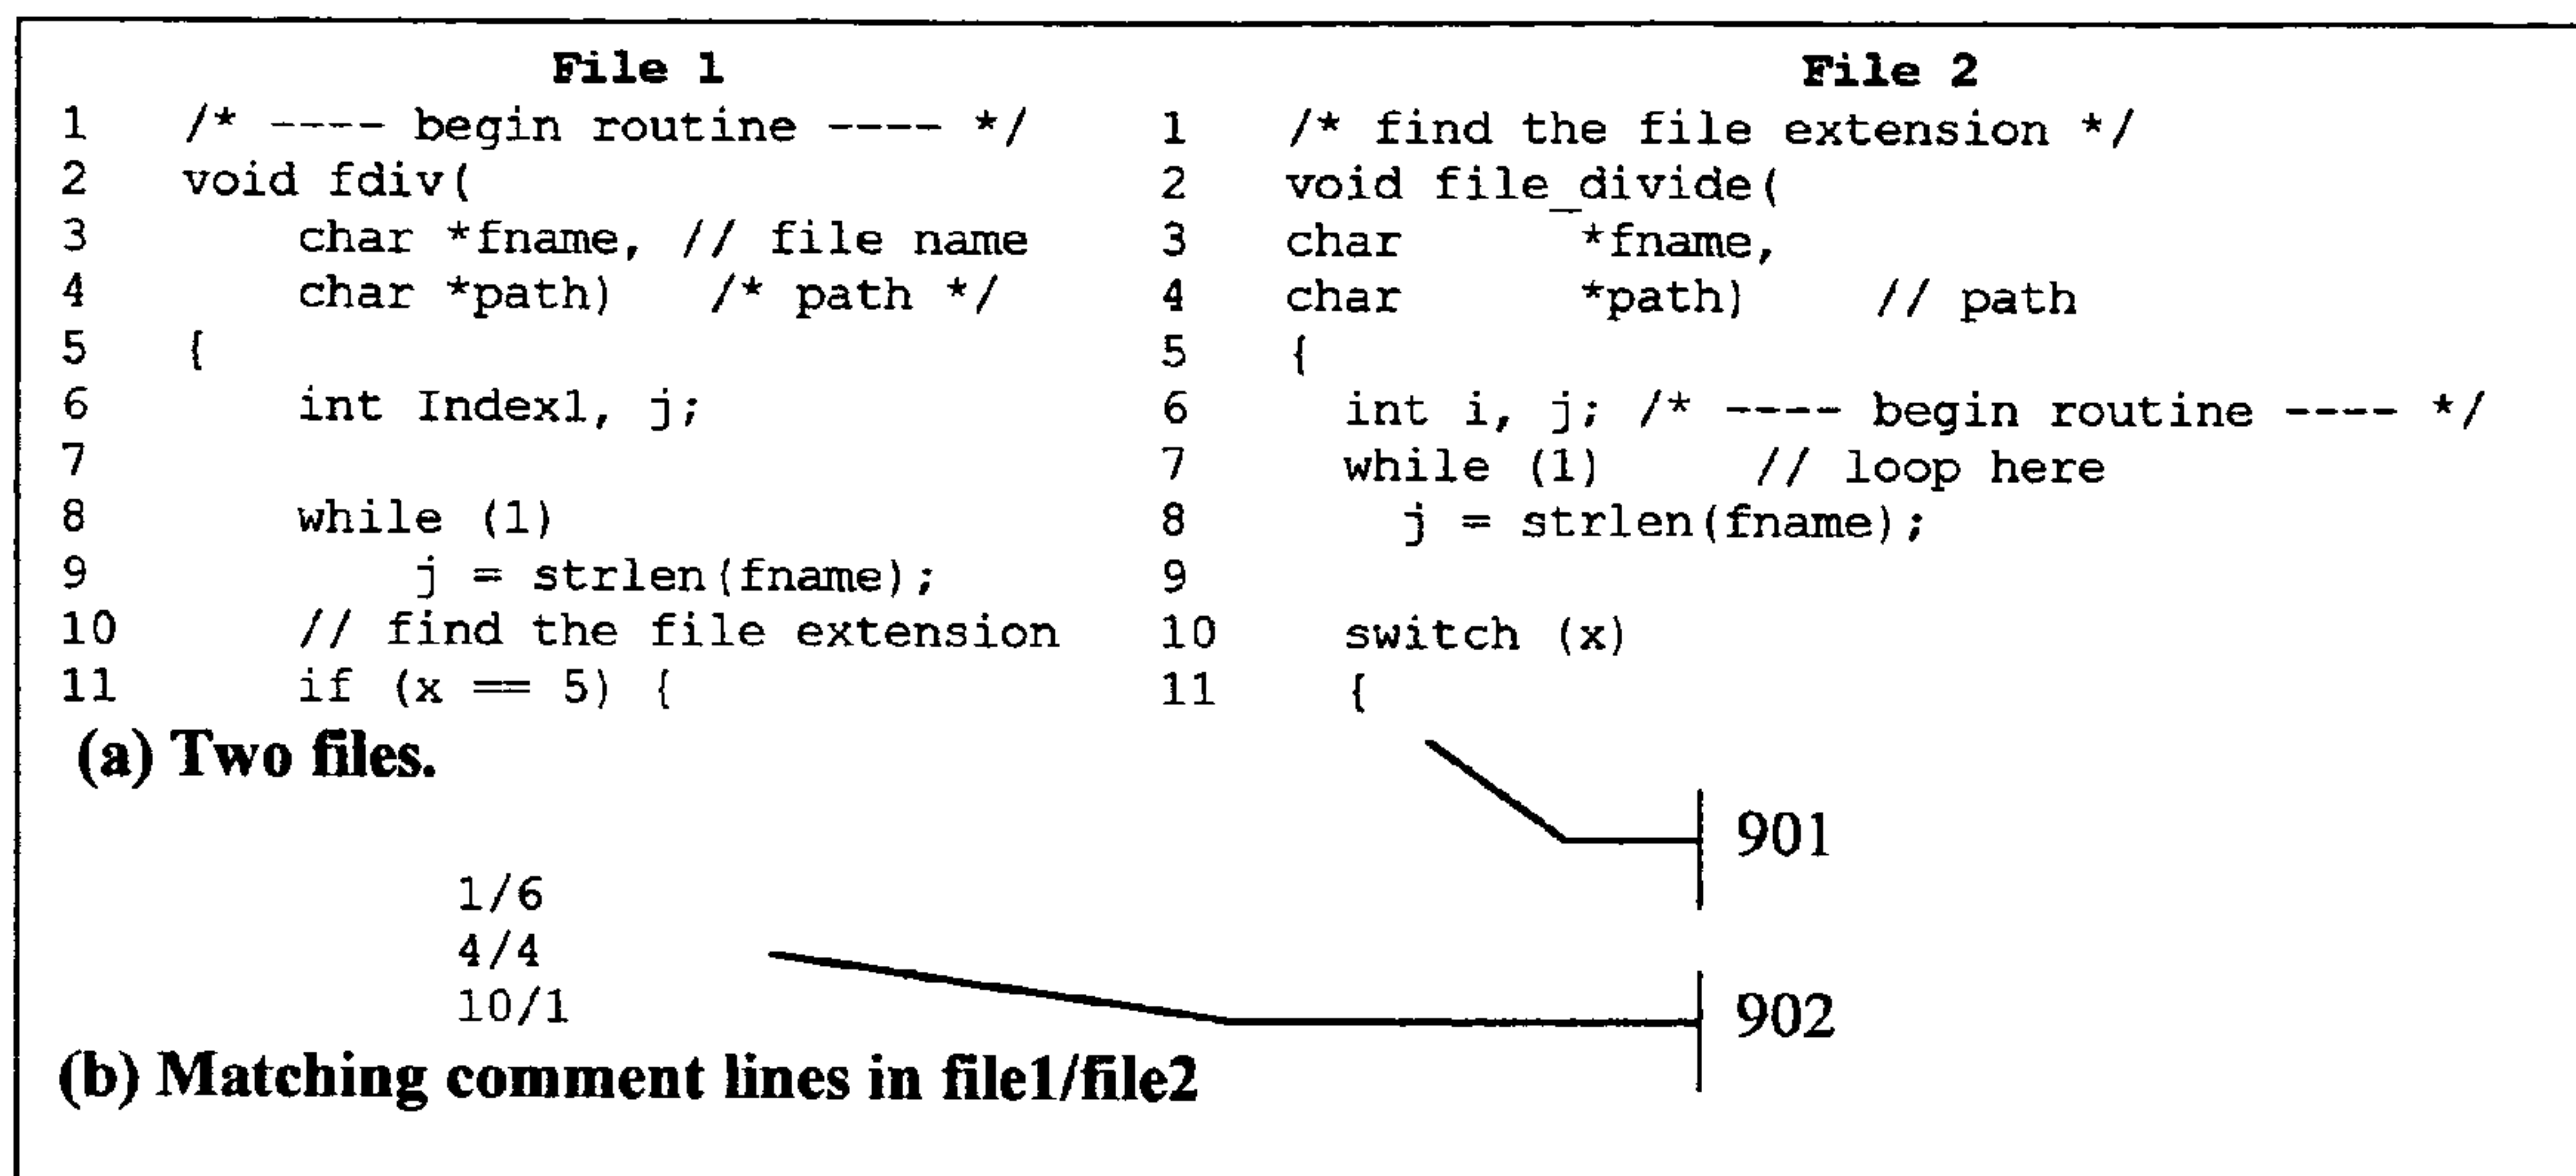 File 1
1 /* ---- begin routine ---- */
2 void fdiv(
3 char *fname, // file name
4 char *path) /* path */
5 {
6 int Index1, j;
7
8 while (1)
9 j = strlen(fname);
10 // find the file extension
11 if (x == 5) {
File 2
1 /* find the file extension */
2 void file_divide(
3 char *fname,
4 char *path) // path
5 {
6 int i, j; /* ---- begin routine ---- */
7 while (1) // loop here
8 j = strlen(fname);
9
10 switch (x)
11 {
(a) Two files.
901
1/6
4/4
10/1
902
(b) Matching comment lines in file1/file2